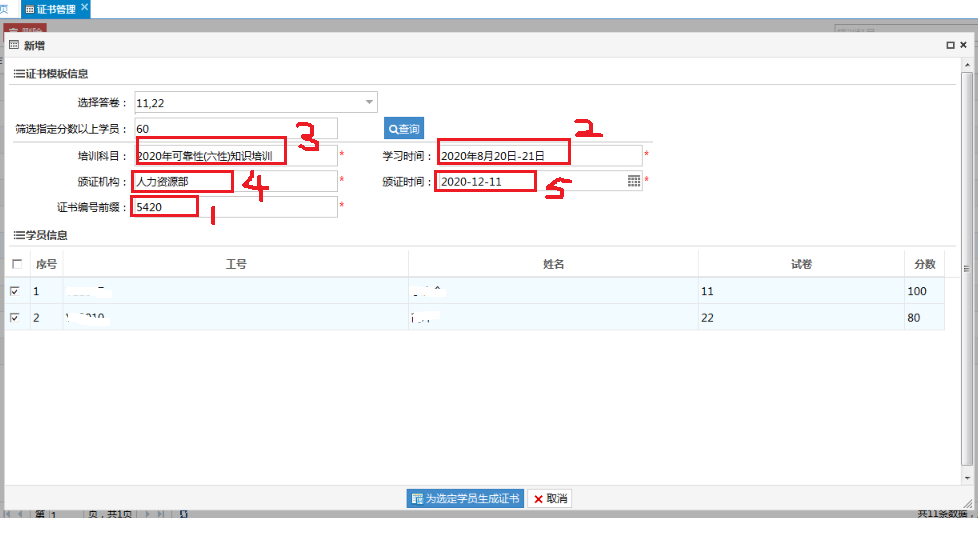 页 证书管理
删除
新增
证书模板信息
选择答卷： 11,22
筛选指定分数以上学员： 60 查询
3 2
培训科目： 2020年可靠性(六性)知识培训 * 学习时间： 2020年8月20日-21日 *
颁证机构： 人力资源部 * 4 颁证时间： 2020-12-11 * 5
证书编号前缀： 5420 * 1
学员信息
序号 工号 姓名 试卷 分数
1 11 100
2 22 80
为选定学员生成证书 取消
第 1 页，共1页 共11条数据，